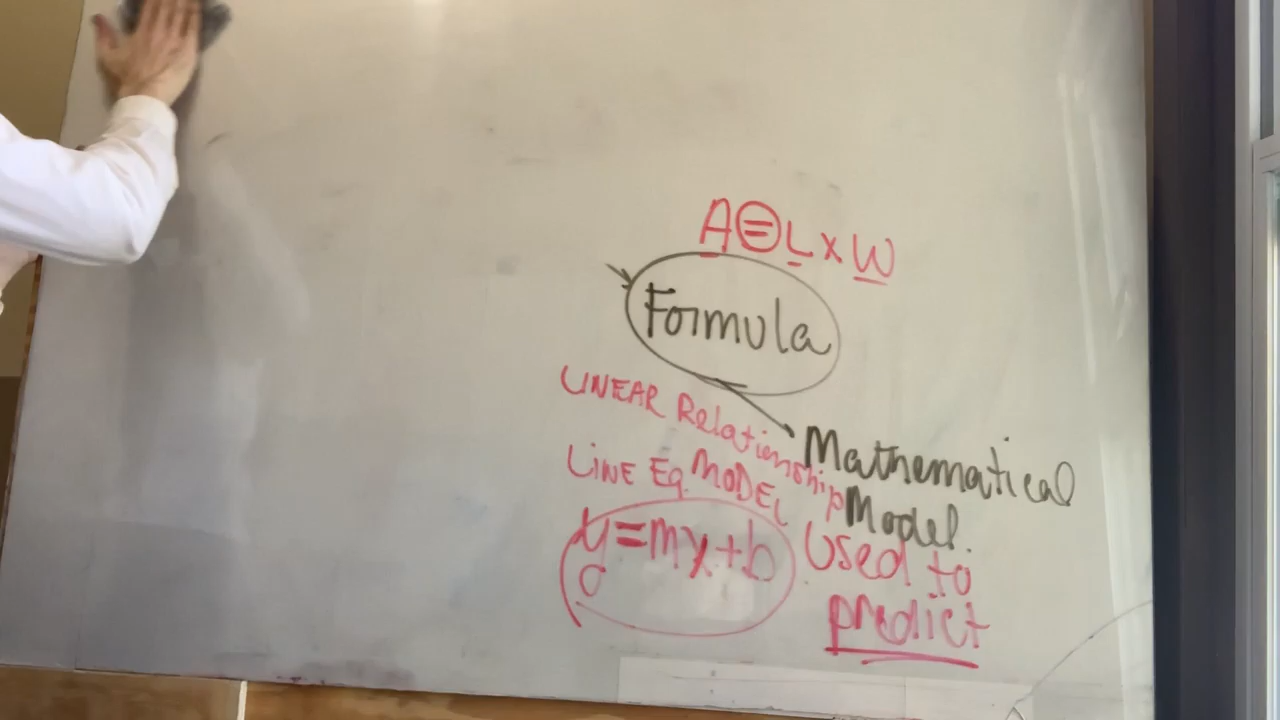 A = L x W
Formula
LINEAR Relationship
Mathematical
Model.
LINE Eq. MODEL
y = mx + b
Used to
predict